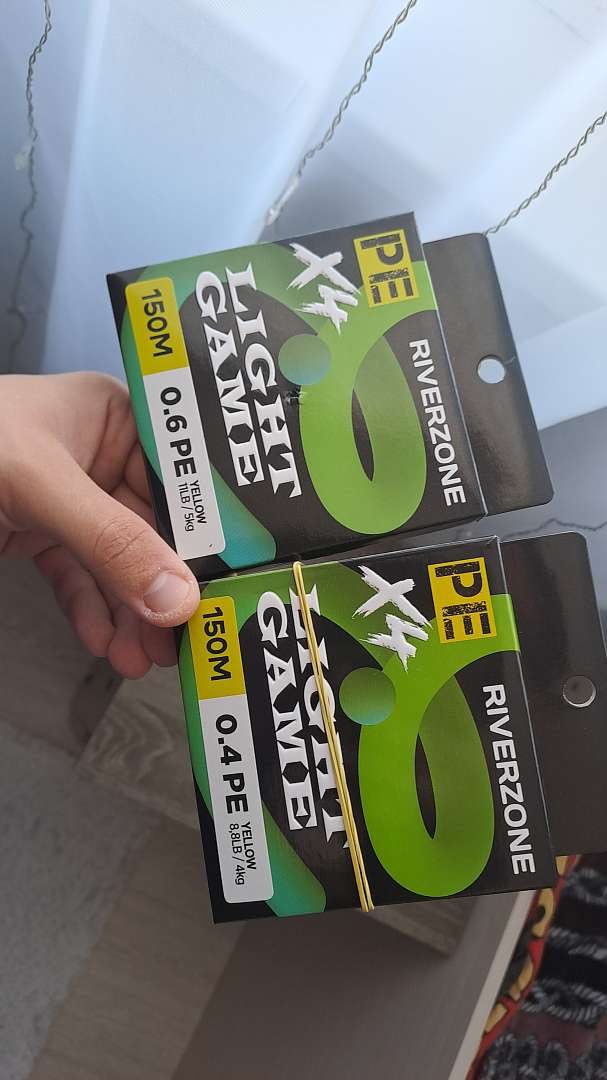 RIVERZONE
PE
X4
LIGHT
GAME
150M
0.6 PE
YELLOW
11LB / 5kg
RIVERZONE
PE
X4
LIGHT
GAME
150M
0.4 PE
YELLOW
8,8LB / 4kg